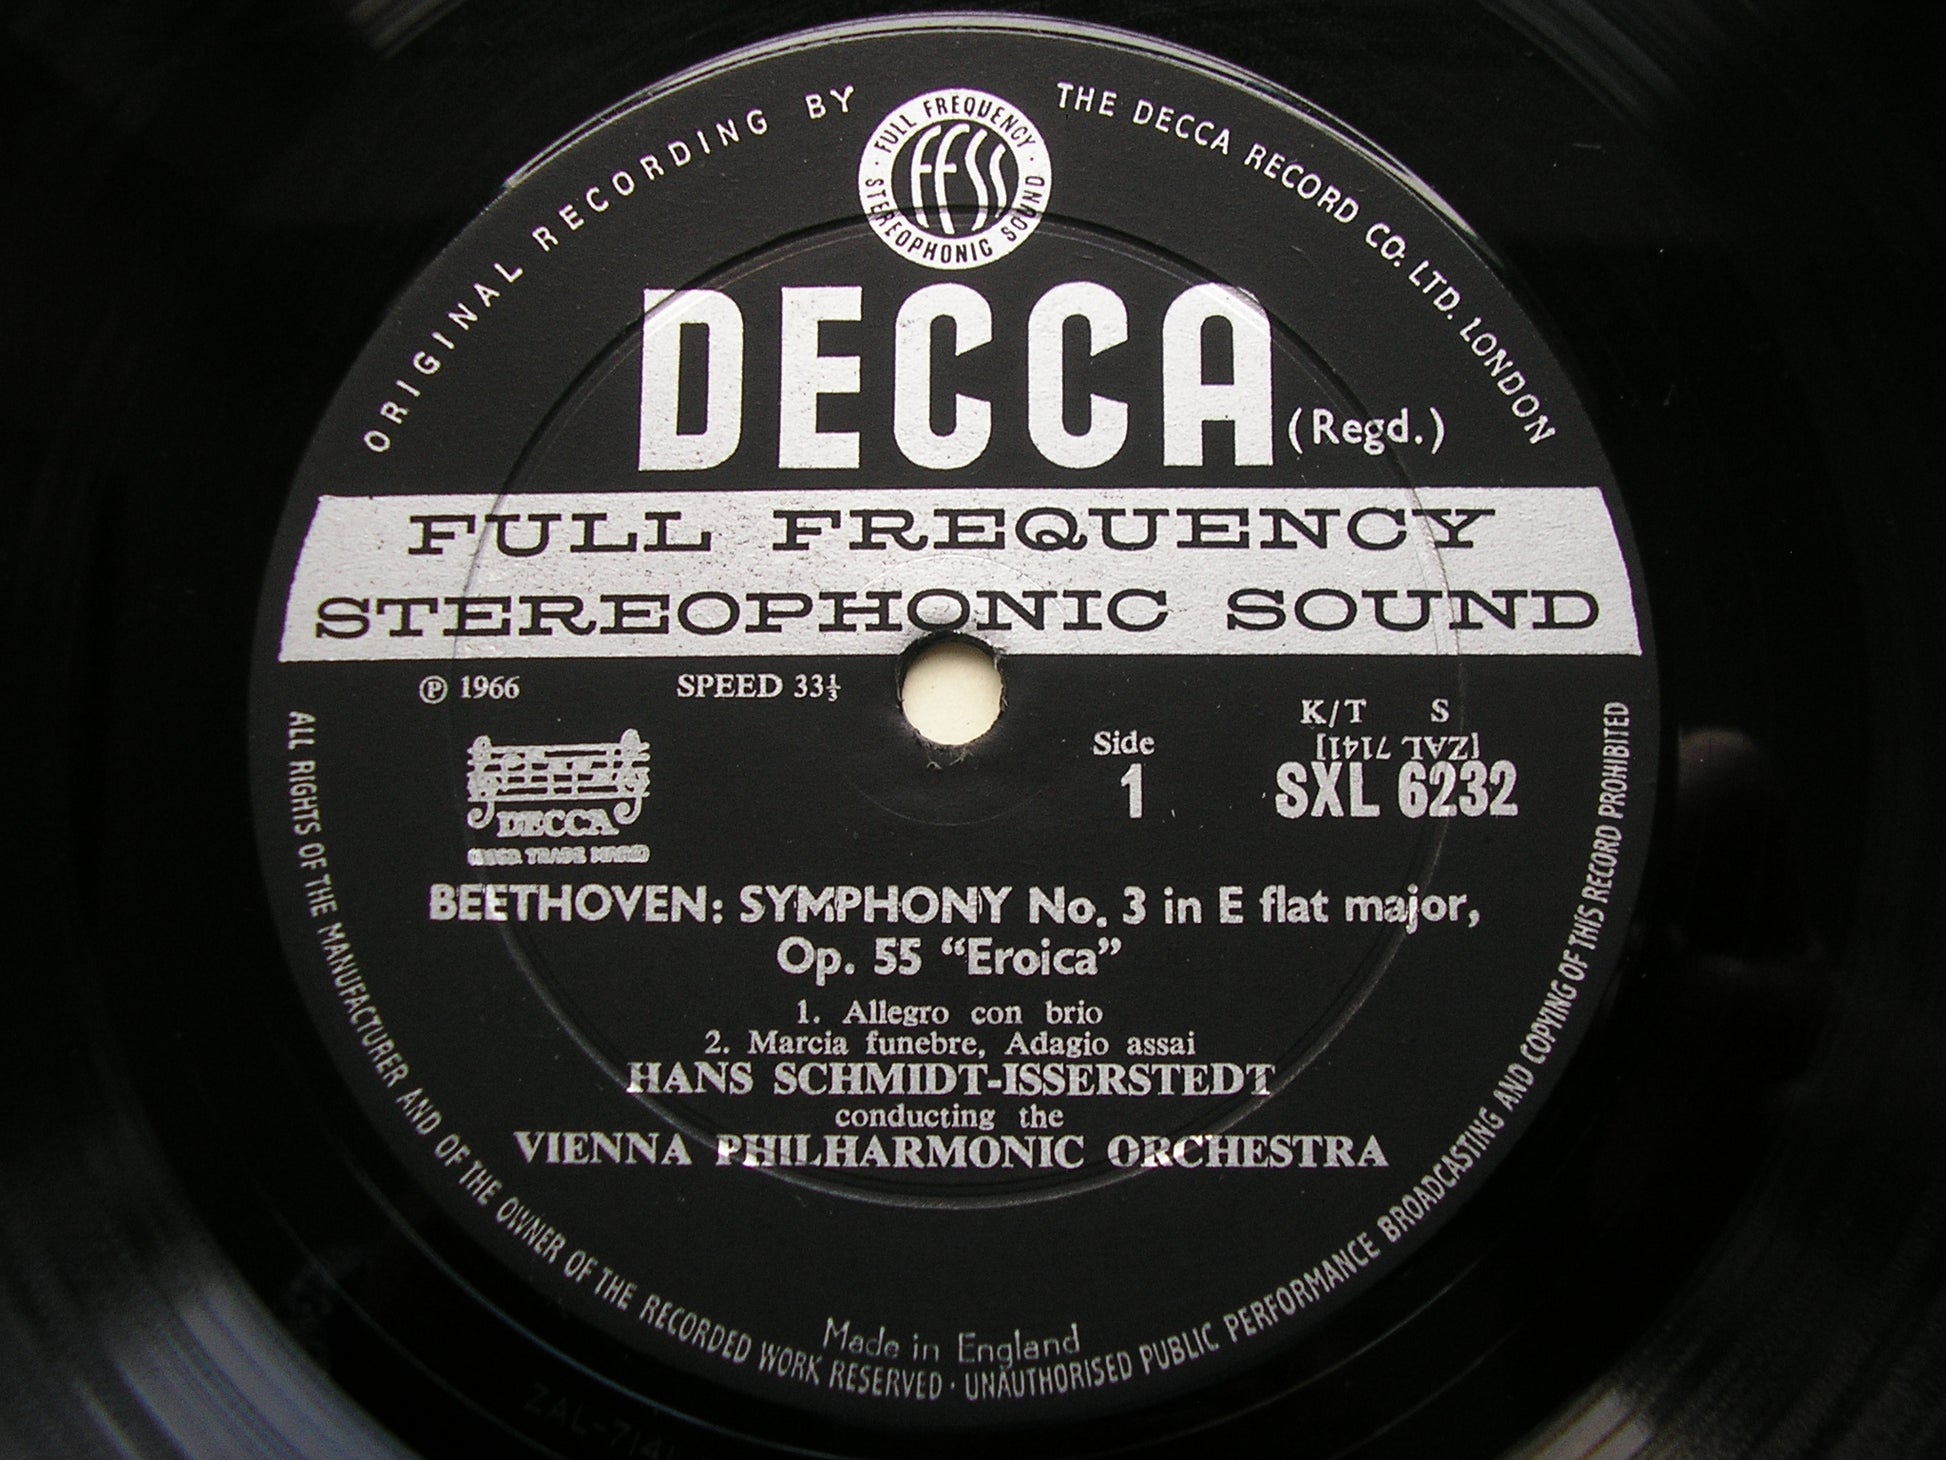 ORIGINAL RECORDING BY
THE DECCA RECORD CO. LTD. LONDON
· FULL FREQUENCY ·
STEREOPHONIC SOUND
FFSS
DECCA (Regd.)
FULL FREQUENCY
STEREOPHONIC SOUND
Ⓟ 1966 SPEED 33⅓
K/T S
[ZAL 7141]
SXL 6232
Side
1
DECCA
TRADE MARK
BEETHOVEN: SYMPHONY No. 3 in E flat major,
Op. 55 “Eroica”
1. Allegro con brio
2. Marcia funebre, Adagio assai
HANS SCHMIDT-ISSERSTEDT
conducting the
VIENNA PHILHARMONIC ORCHESTRA
Made in England
ALL RIGHTS OF THE MANUFACTURER AND OF THE OWNER OF THE RECORDED WORK RESERVED · UNAUTHORISED PUBLIC PERFORMANCE BROADCASTING AND COPYING OF THIS RECORD PROHIBITED